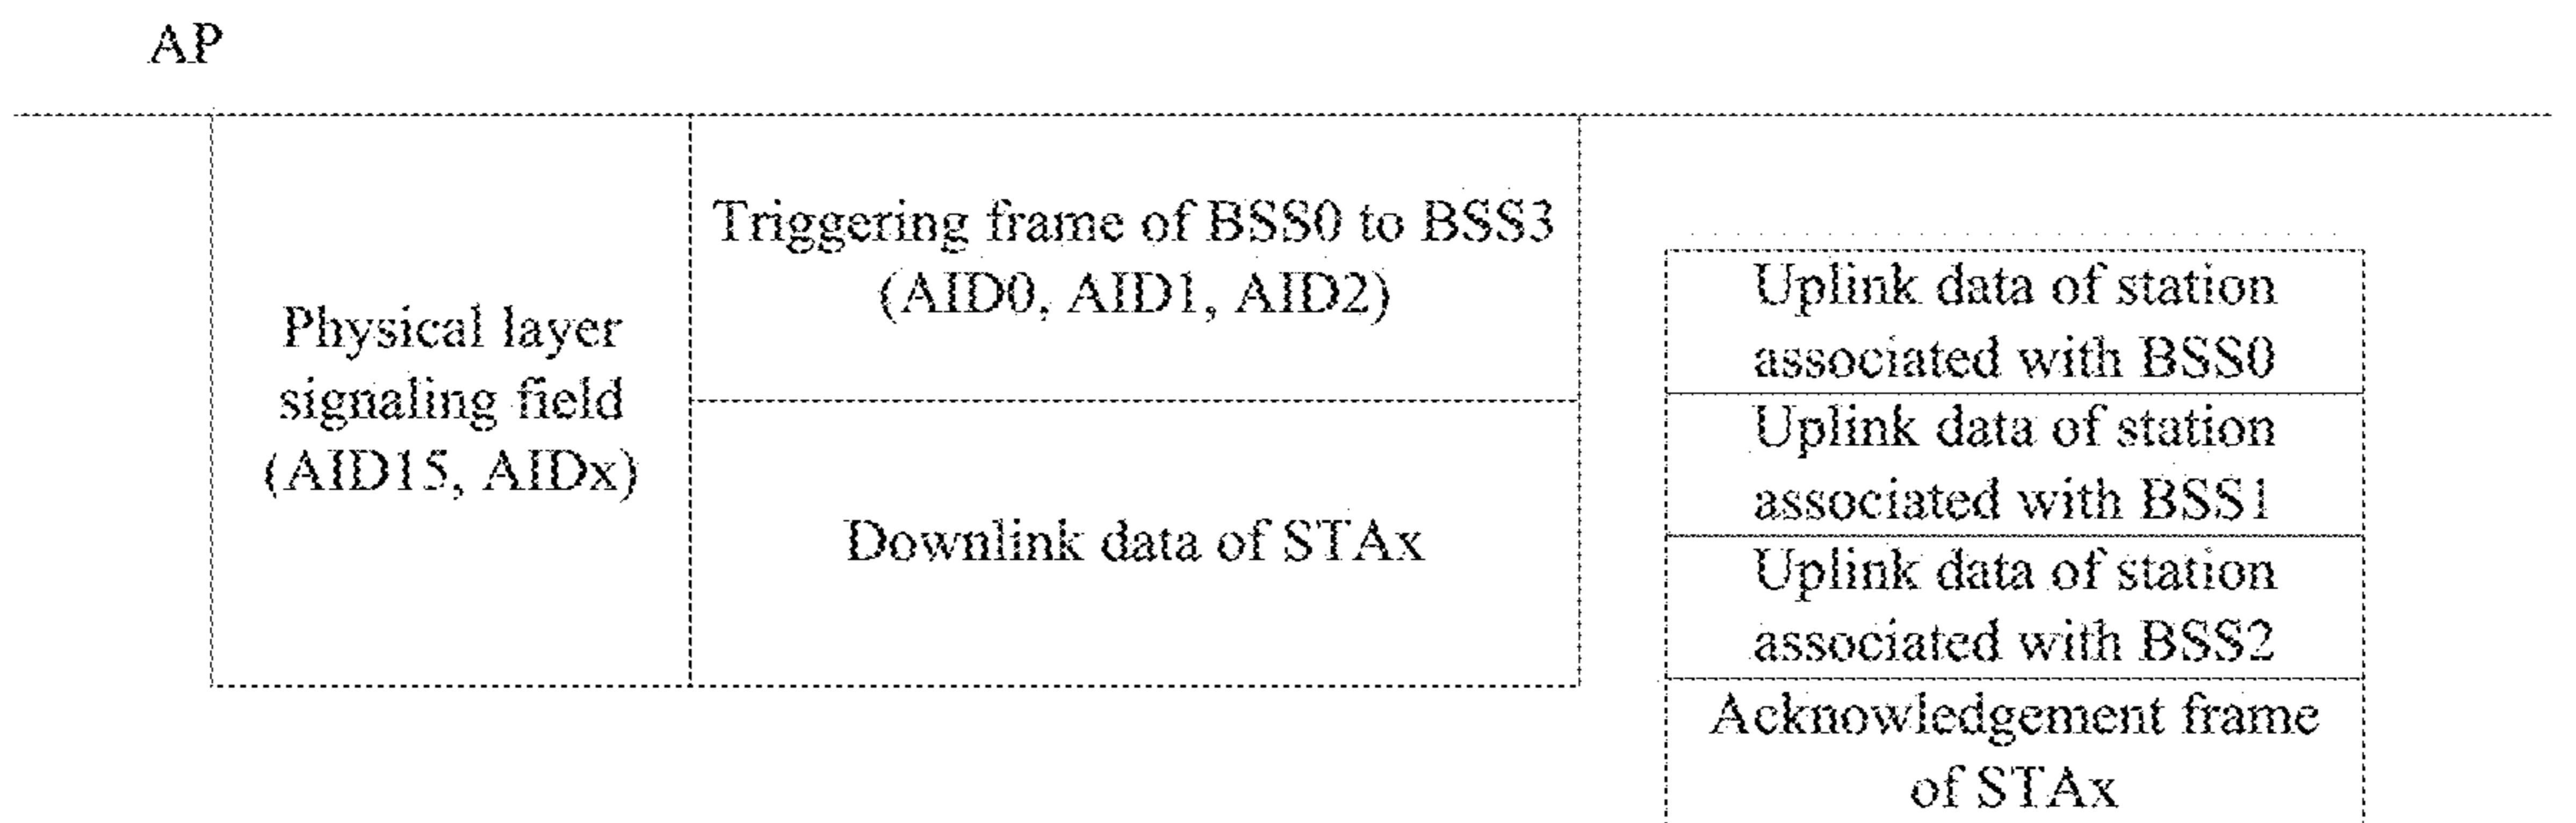 AP
Physical layer
signaling field
(AID15, AIDx)
Triggering frame of BSS0 to BSS3
(AID0, AID1, AID2)
Downlink data of STAx
Uplink data of station
associated with BSS0
Uplink data of station
associated with BSS1
Uplink data of station
associated with BSS2
Acknowledgement frame
of STAx